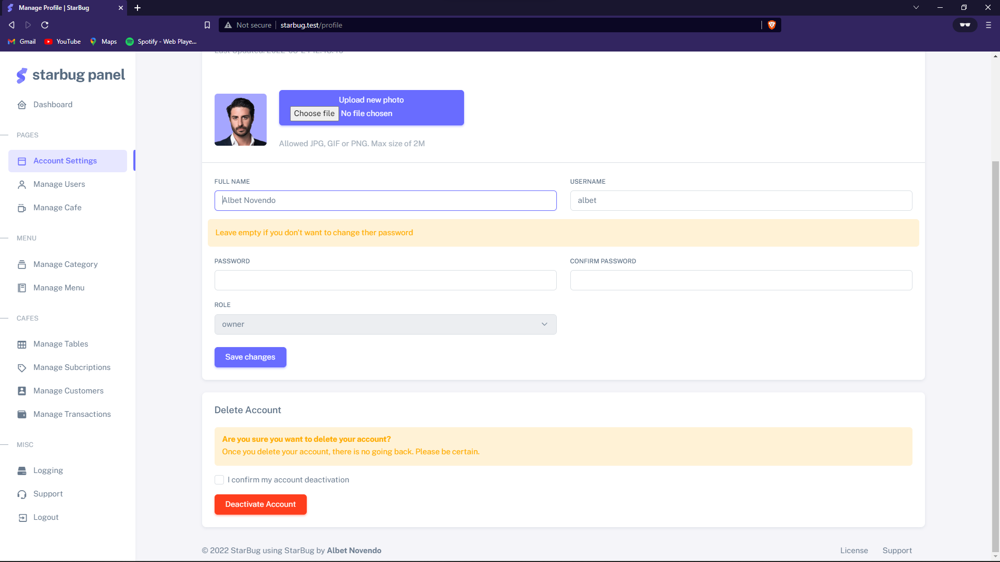 Manage Profile | StarBug
Not secure
starbug.test/profile
Gmail
YouTube
Maps
Spotify - Web Playe...
starbug panel
Dashboard
PAGES
Account Settings
Manage Users
Manage Cafe
MENU
Manage Category
Manage Menu
CAFES
Manage Tables
Manage Subcriptions
Manage Customers
Manage Transactions
MISC
Logging
Support
Logout
Upload new photo
Choose file No file chosen
Allowed JPG, GIF or PNG. Max size of 2M
FULL NAME
Albet Novendo
USERNAME
albet
Leave empty if you don't want to change ther password
PASSWORD
CONFIRM PASSWORD
ROLE
owner
Save changes
Delete Account
Are you sure you want to delete your account?
Once you delete your account, there is no going back. Please be certain.
I confirm my account deactivation
Deactivate Account
© 2022 StarBug using StarBug by Albet Novendo
License
Support